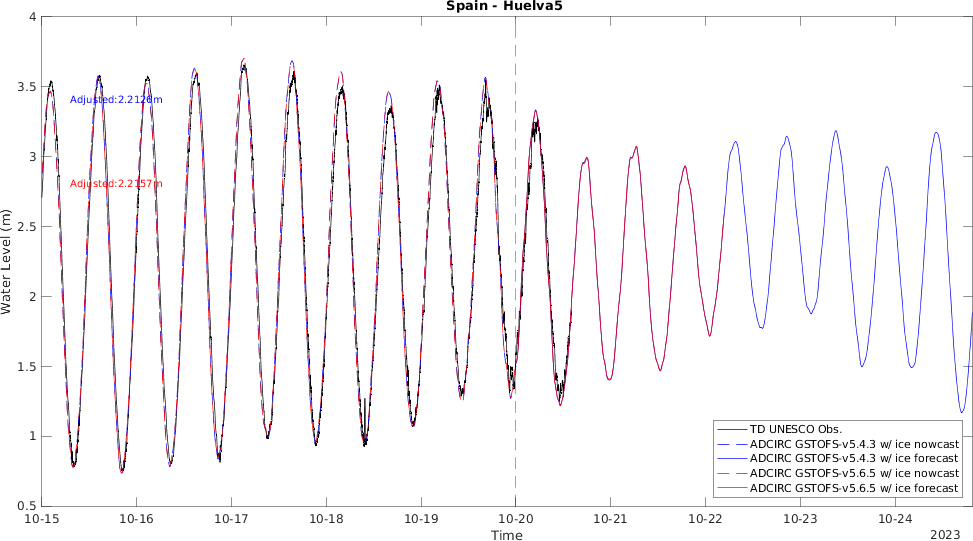 Spain - Huelva5
4
3.5
3
2.5
2
1.5
1
0.5
Water Level (m)
Adjusted:2.2126m
Adjusted:2.2157m
TD UNESCO Obs.
ADCIRC GSTOFS-v5.4.3 w/ ice nowcast
ADCIRC GSTOFS-v5.4.3 w/ ice forecast
ADCIRC GSTOFS-v5.6.5 w/ ice nowcast
ADCIRC GSTOFS-v5.6.5 w/ ice forecast
10-15 10-16 10-17 10-18 10-19 10-20 10-21 10-22 10-23 10-24
Time
2023